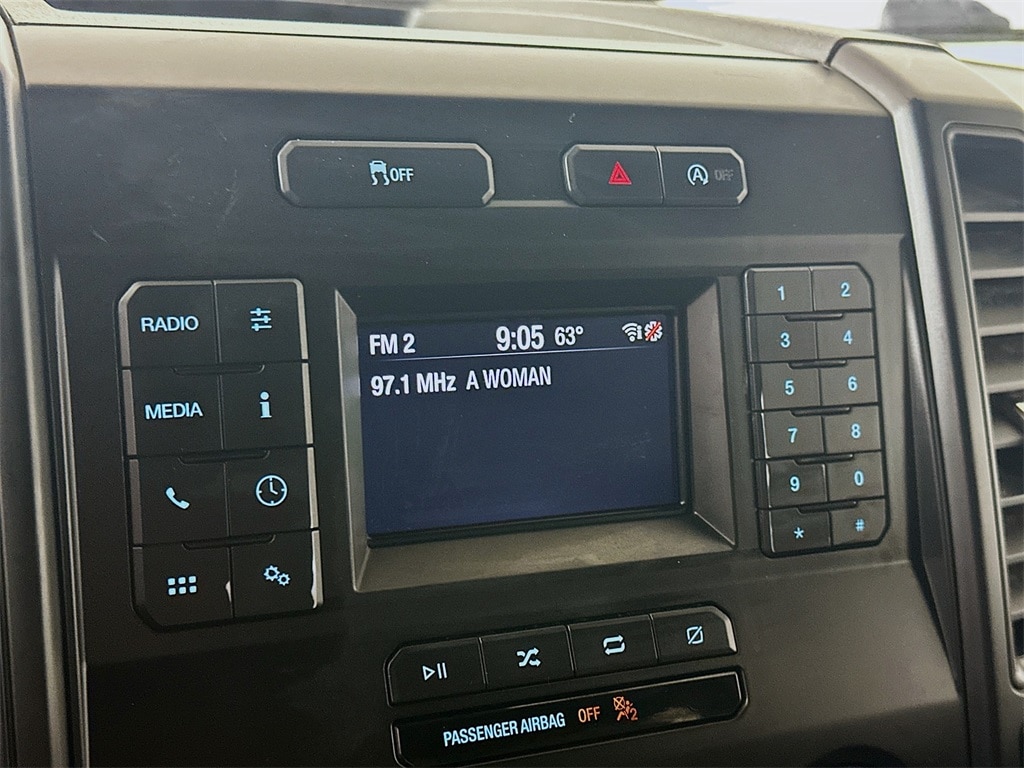 OFF
A OFF
RADIO
MEDIA
i
FM 2 9:05 63°
97.1 MHz A WOMAN
1 2
3 4
5 6
7 8
9 0
* #
PASSENGER AIRBAG OFF 2